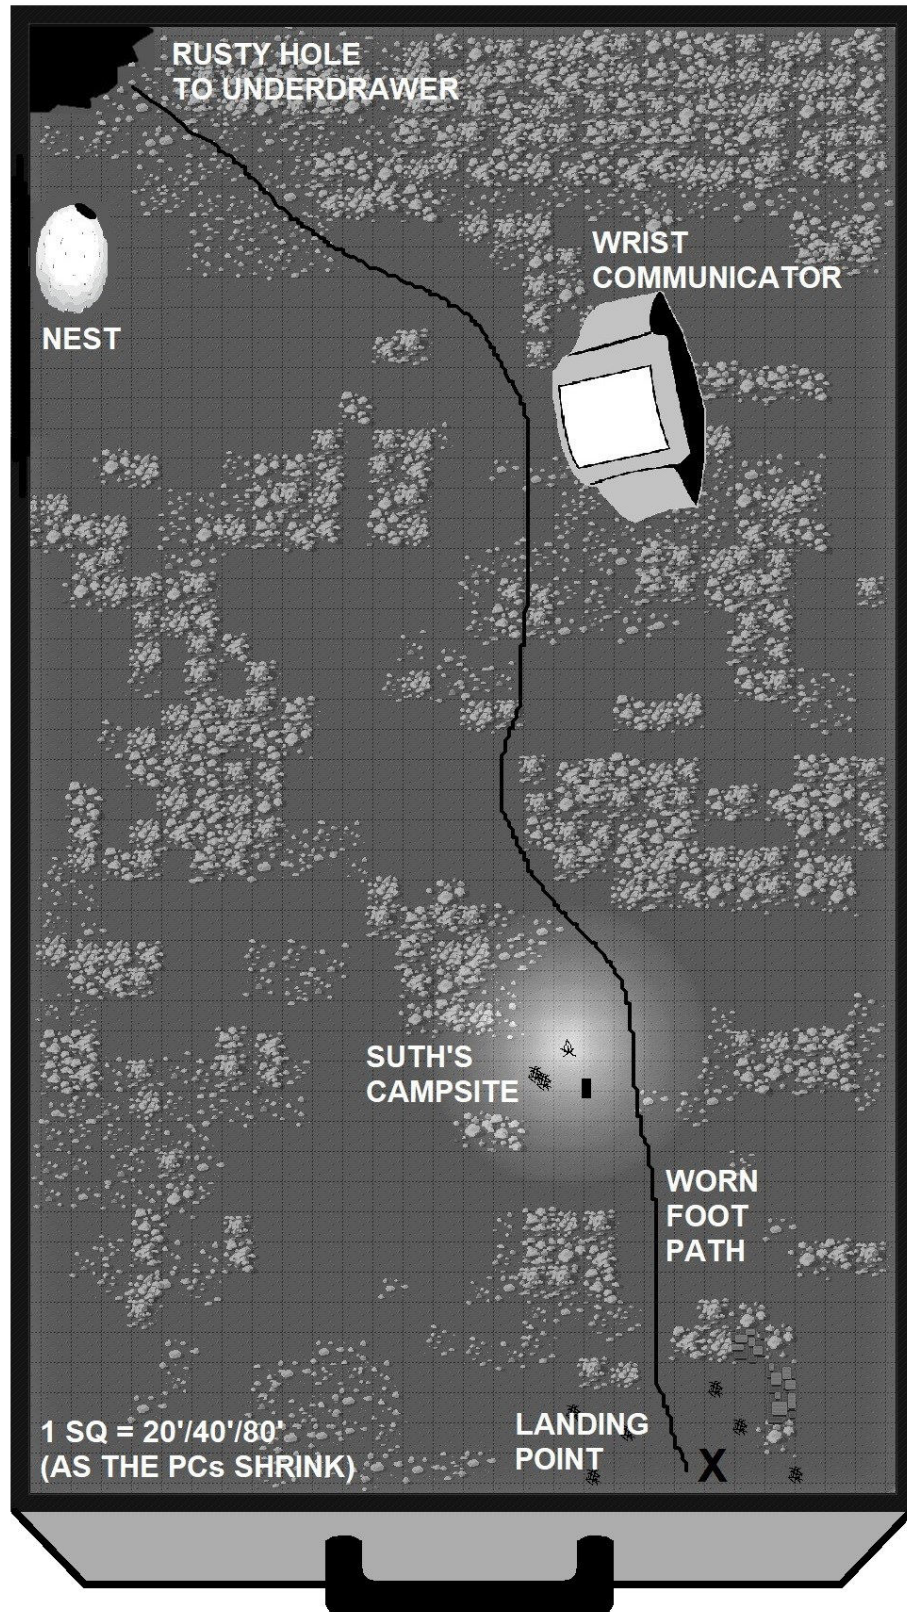 RUSTY HOLE
TO UNDERDRAWER
WRIST
COMMUNICATOR
NEST
SUTH'S
CAMPSITE
WORN
FOOT
PATH
1 SQ = 20'/40'/80'
(AS THE PCs SHRINK)
LANDING
POINT
X